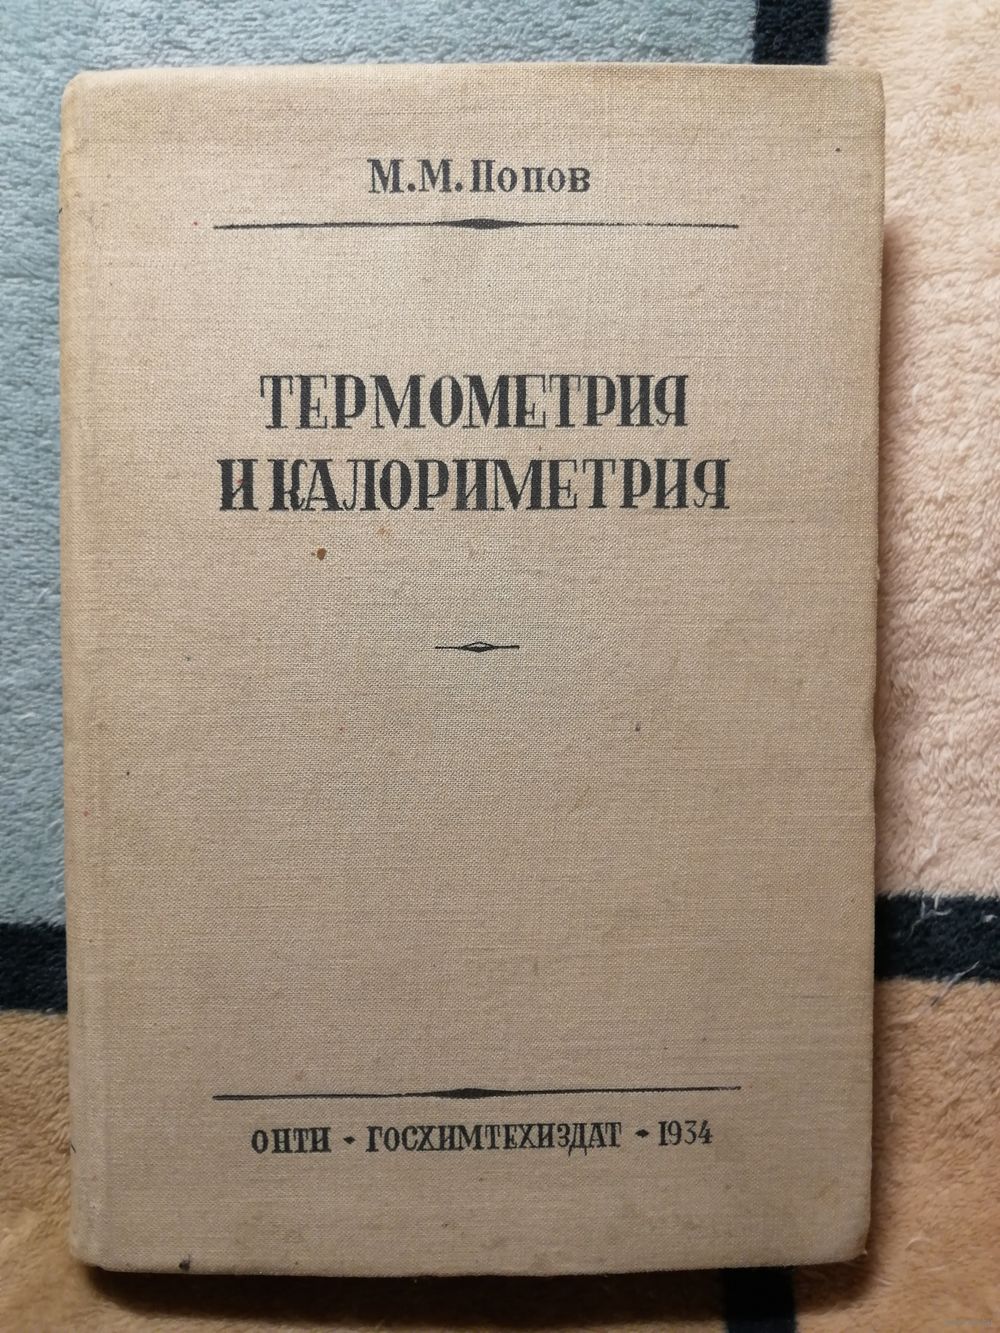 М.М.Попов
ТЕРМОМЕТРИЯ
И КАЛОРИМЕТРИЯ
ОНТИ • ГОСХИМТЕХИЗДАТ • 1934